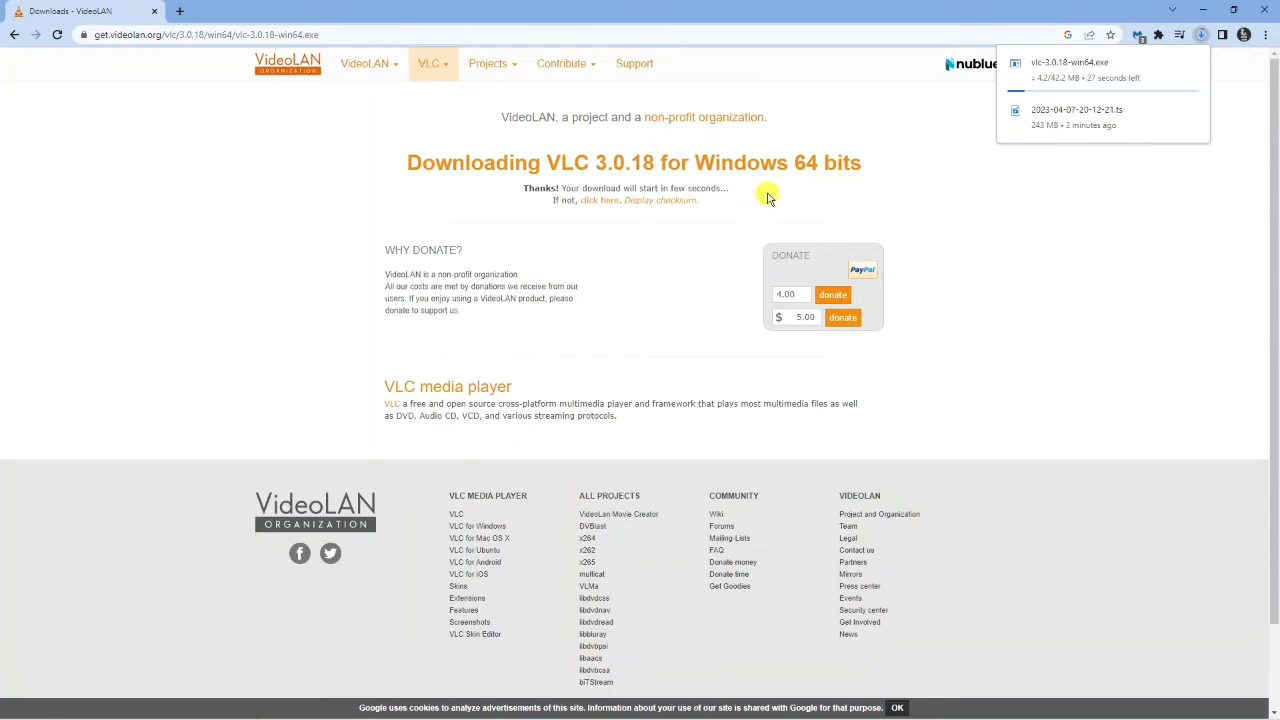 Downloads - VideoLAN
get.videolan.org/vlc/3.0.18/win64/vlc-3.0.18-win64.exe
3
VideoLAN
ORGANIZATION
VideoLAN
VLC
Projects
Contribute
Support
nublue
vlc-3.0.18-win64.exe
↓ 4.2/42.2 MB • 27 seconds left
2023-04-07-20-12-21.ts
243 MB • 2 minutes ago
VideoLAN, a project and a non-profit organization.
Downloading VLC 3.0.18 for Windows 64 bits
Thanks! Your download will start in few seconds...
If not, click here. Display checksum.
WHY DONATE?
VideoLAN is a non-profit organization.
All our costs are met by donations we receive from our
users. If you enjoy using a VideoLAN product, please
donate to support us.
DONATE
PayPal
4.00 donate
$ 5.00 donate
VLC media player
VLC a free and open source cross-platform multimedia player and framework that plays most multimedia files as well
as DVD, Audio CD, VCD, and various streaming protocols.
VideoLAN
ORGANIZATION
VLC MEDIA PLAYER
VLC
VLC for Windows
VLC for Mac OS X
VLC for Ubuntu
VLC for Android
VLC for iOS
Skins
Extensions
Features
Screenshots
VLC Skin Editor
ALL PROJECTS
VideoLan Movie Creator
DVBlast
x264
x262
x265
multicat
VLMa
libdvdcss
libdvdnav
libdvdread
libbluray
libdvbpsi
libaacs
libdvbcsa
biTStream
COMMUNITY
Wiki
Forums
Mailing-Lists
FAQ
Donate money
Donate time
Get Goodies
VIDEOLAN
Project and Organization
Team
Legal
Contact us
Partners
Mirrors
Press center
Events
Security center
Get Involved
News
Google uses cookies to analyze advertisements of this site. Information about your use of our site is shared with Google for that purpose. OK